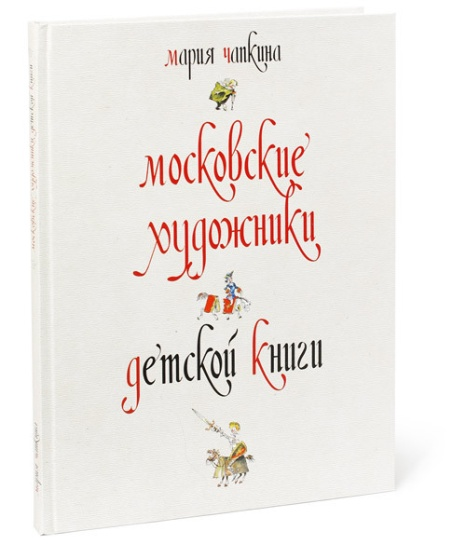 мария чапкина
московские
художники
детской книги